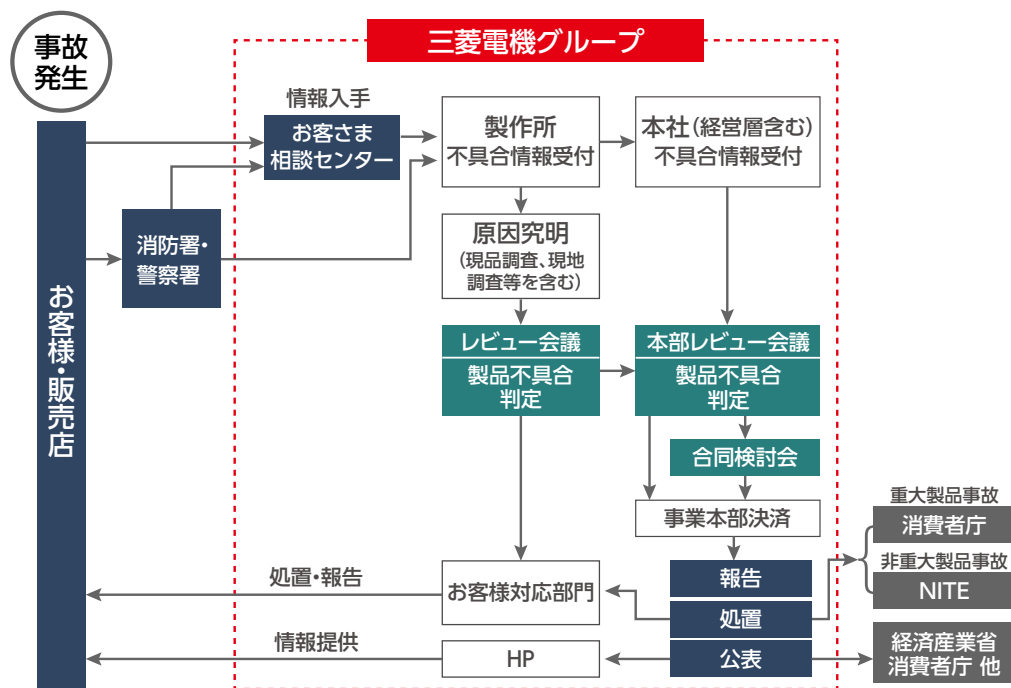 事故
発生
三菱電機グループ
情報入手
お客さま
相談センター
製作所
不具合情報受付
本社(経営層含む)
不具合情報受付
消防署・
警察署
原因究明
(現品調査、現地
調査等を含む)
お客様・販売店
レビュー会議
製品不具合
判定
本部レビュー会議
製品不具合
判定
合同検討会
事業本部決済
重大製品事故
消費者庁
非重大製品事故
NITE
報告
処置
公表
処置・報告
お客様対応部門
情報提供
HP
経済産業省
消費者庁 他